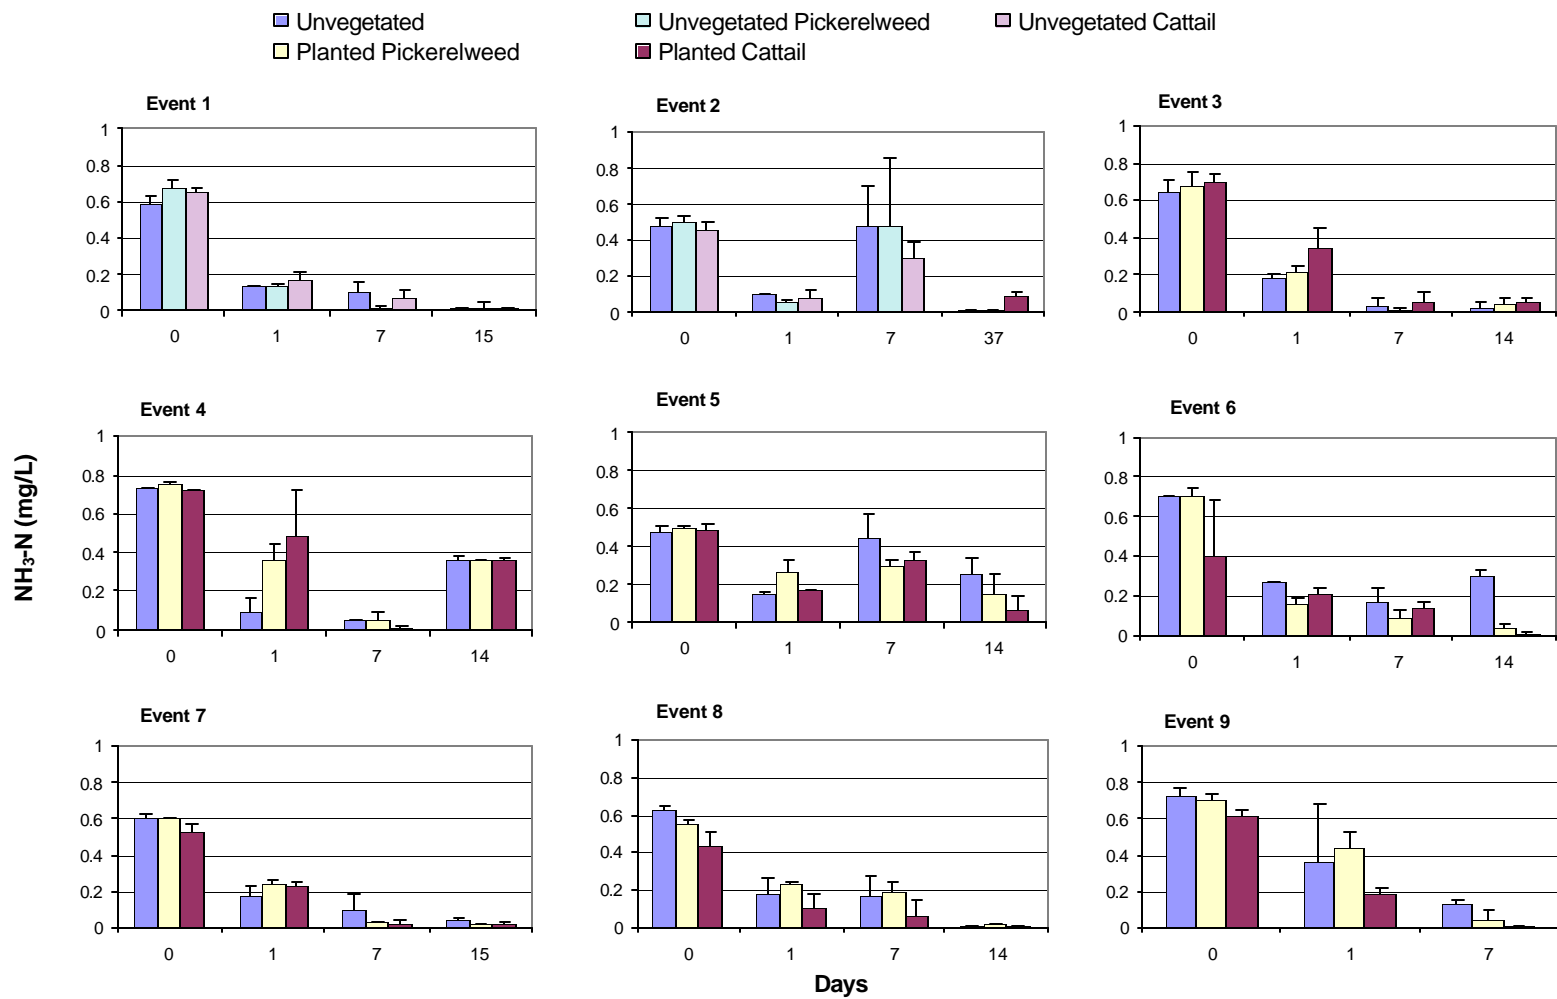 Unvegetated Unvegetated Pickerelweed Unvegetated Cattail
Planted Pickerelweed Planted Cattail
Event 1
1
0.8
0.6
0.4
0.2
0
0 1 7 15
Event 2
1
0.8
0.6
0.4
0.2
0
0 1 7 37
Event 3
1
0.8
0.6
0.4
0.2
0
0 1 7 14
NH₃-N (mg/L)
Event 4
1
0.8
0.6
0.4
0.2
0
0 1 7 14
Event 5
1
0.8
0.6
0.4
0.2
0
0 1 7 14
Event 6
1
0.8
0.6
0.4
0.2
0
0 1 7 14
Event 7
1
0.8
0.6
0.4
0.2
0
0 1 7 15
Event 8
1
0.8
0.6
0.4
0.2
0
0 1 7 14
Event 9
1
0.8
0.6
0.4
0.2
0
0 1 7
Days